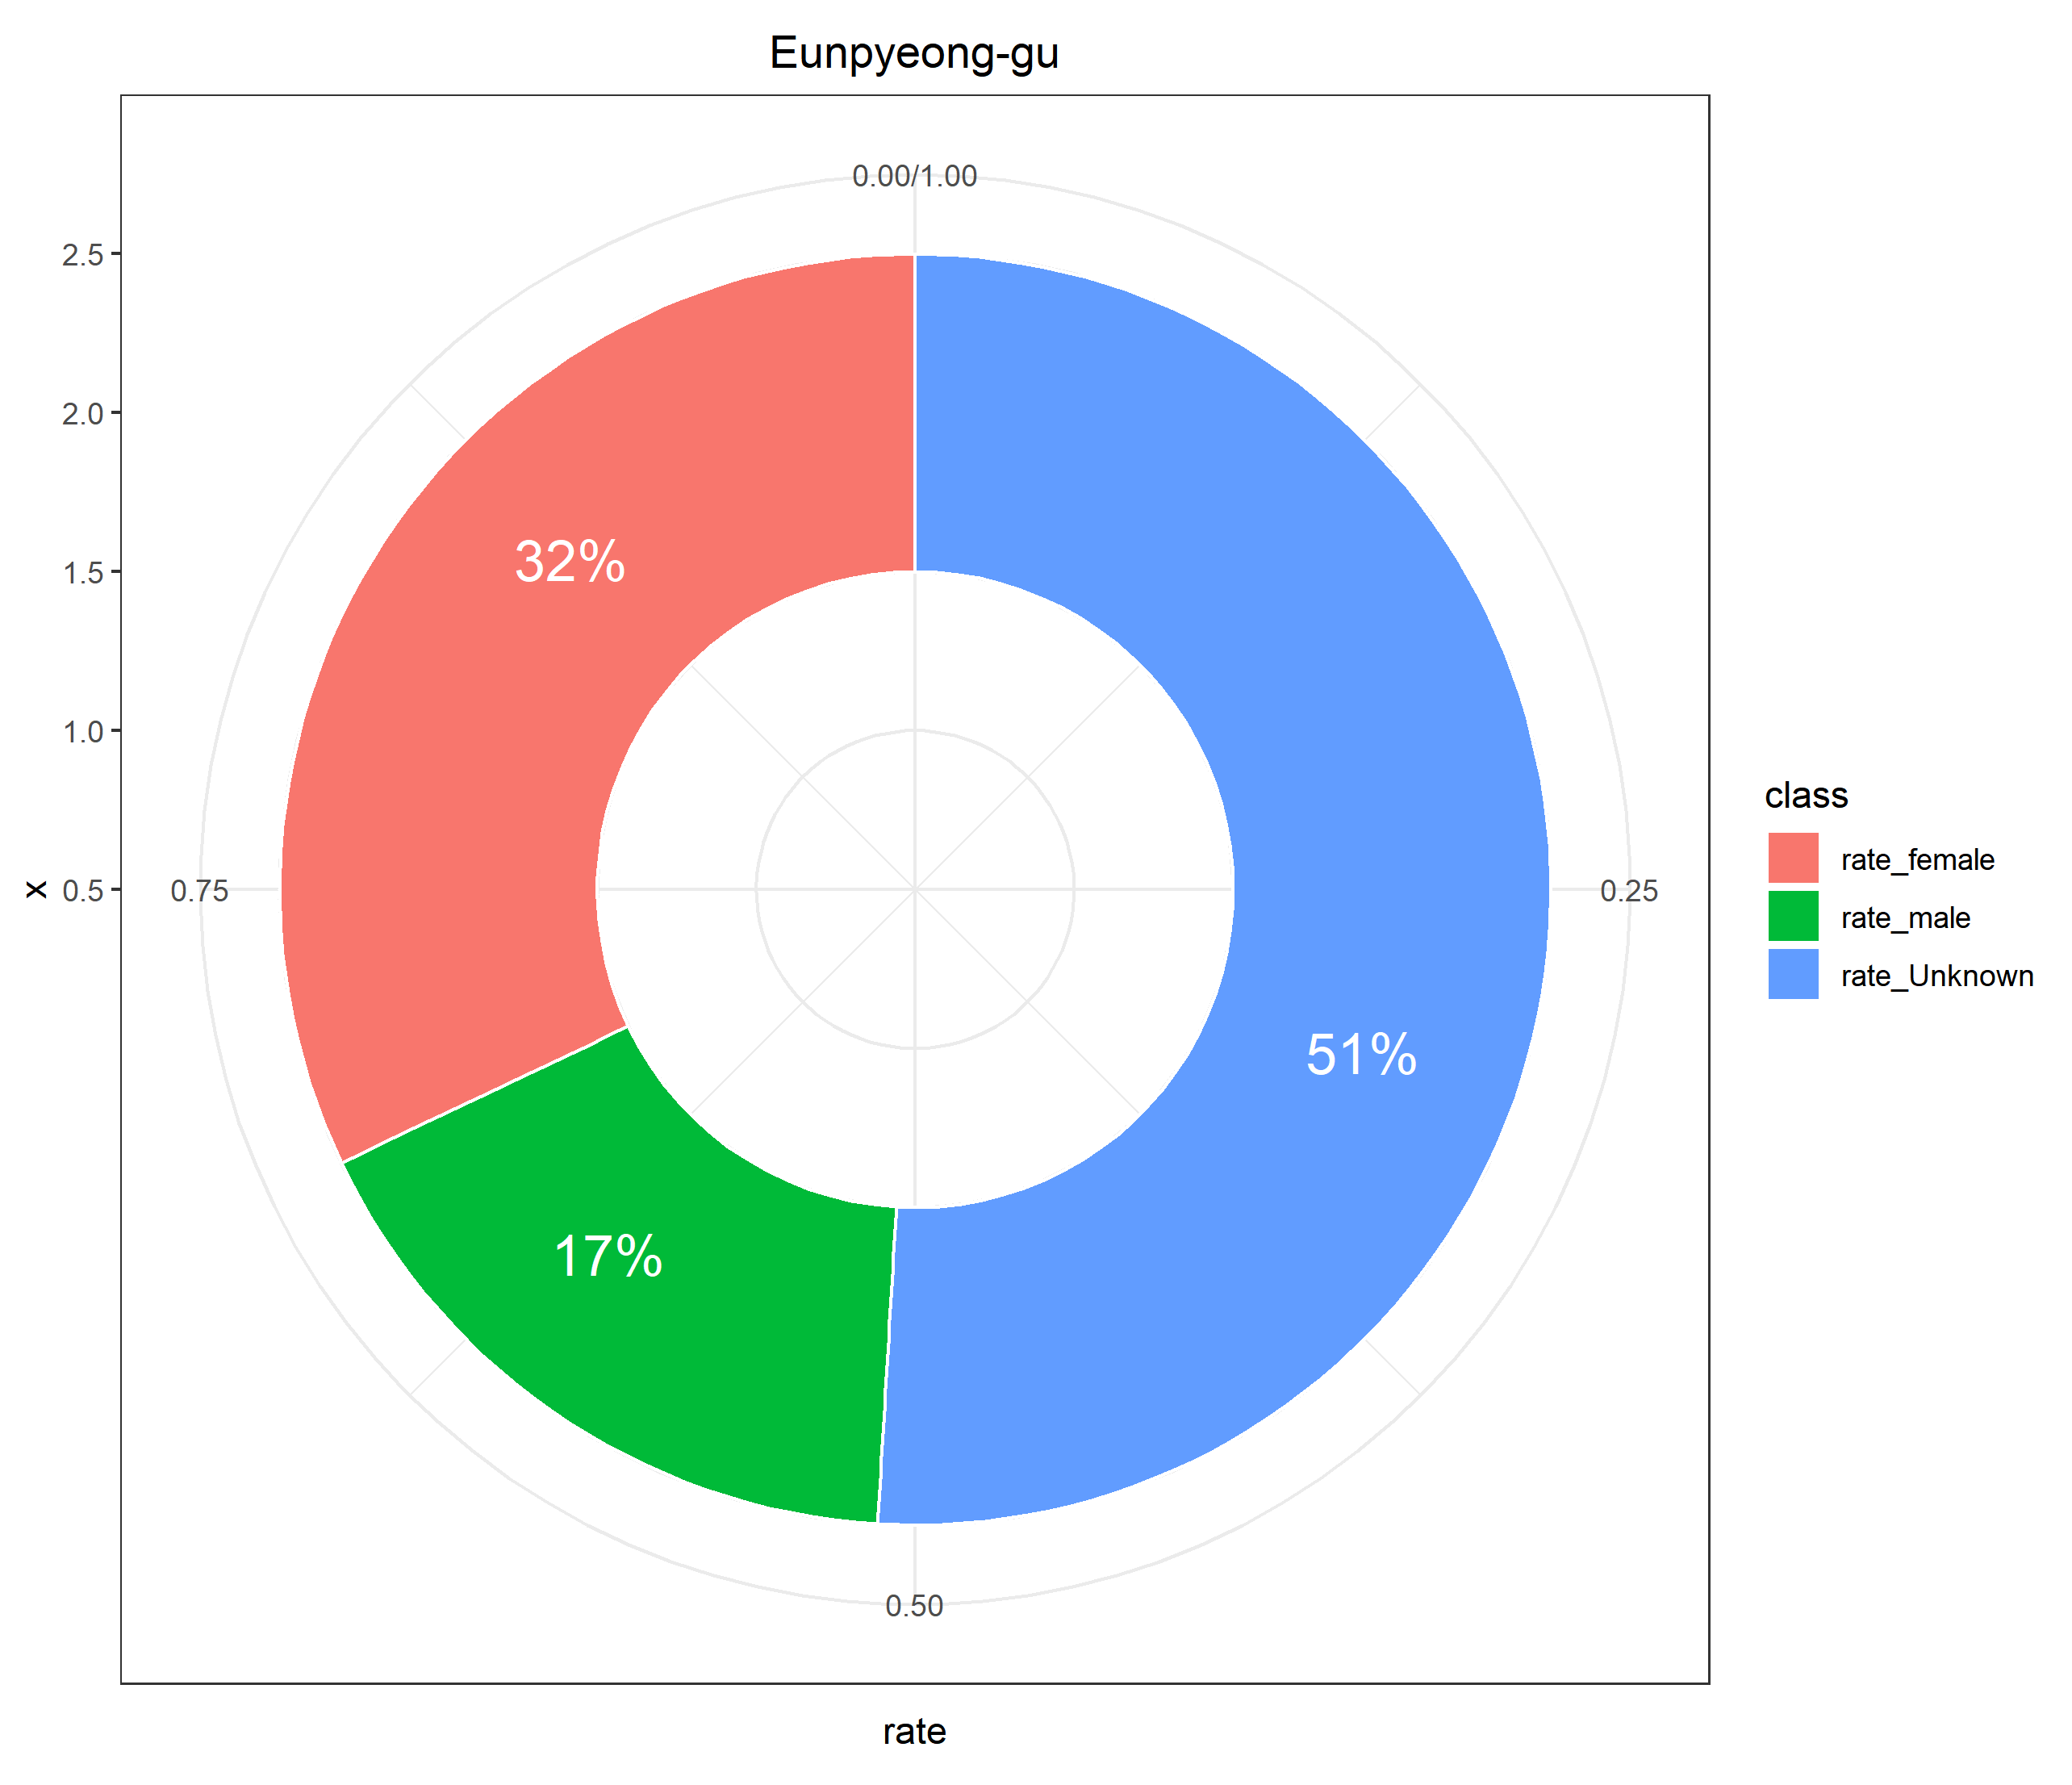 Eunpyeong-gu
0.00/1.00
2.5
2.0
1.5
1.0
x 0.5
0.75
0.25
0.50
32%
51%
17%
rate
class
rate_female
rate_male
rate_Unknown